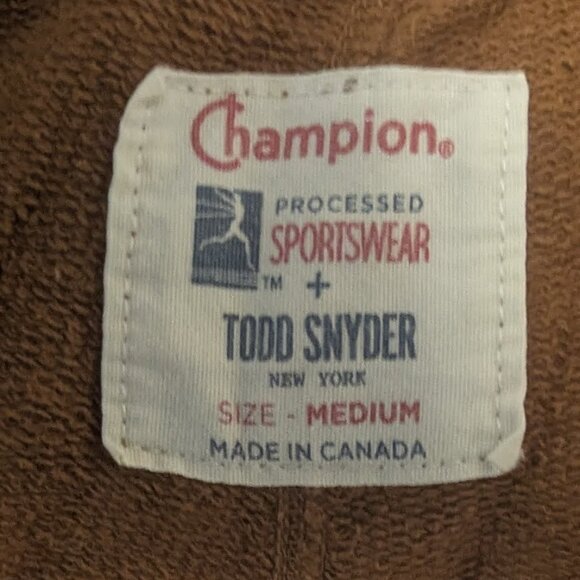 Champion®
PROCESSED
SPORTSWEAR
™ +
TODD SNYDER
NEW YORK
SIZE - MEDIUM
MADE IN CANADA